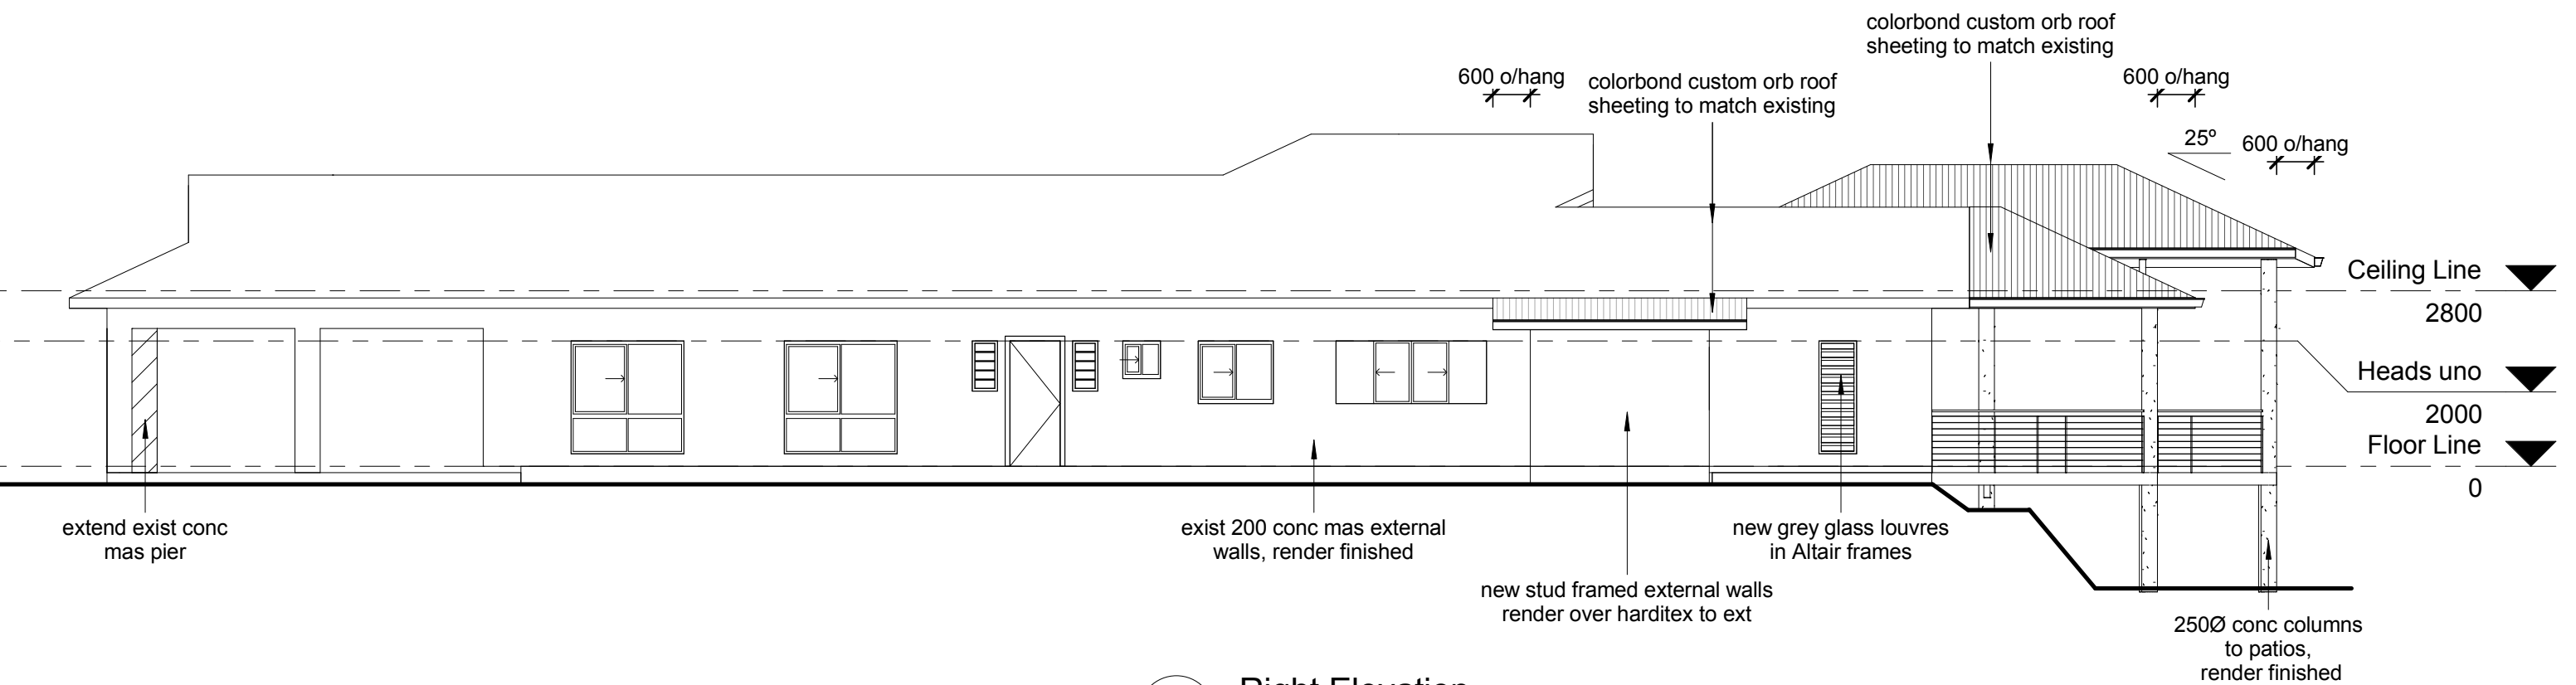 colorbond custom orb roof
sheeting to match existing
600 o/hang
colorbond custom orb roof
sheeting to match existing
600 o/hang
25º
600 o/hang
Ceiling Line
2800
Heads uno
2000
Floor Line
0
extend exist conc
mas pier
exist 200 conc mas external
walls, render finished
new grey glass louvres
in Altair frames
new stud framed external walls
render over harditex to ext
250Ø conc columns
to patios,
render finished
Right Elevation